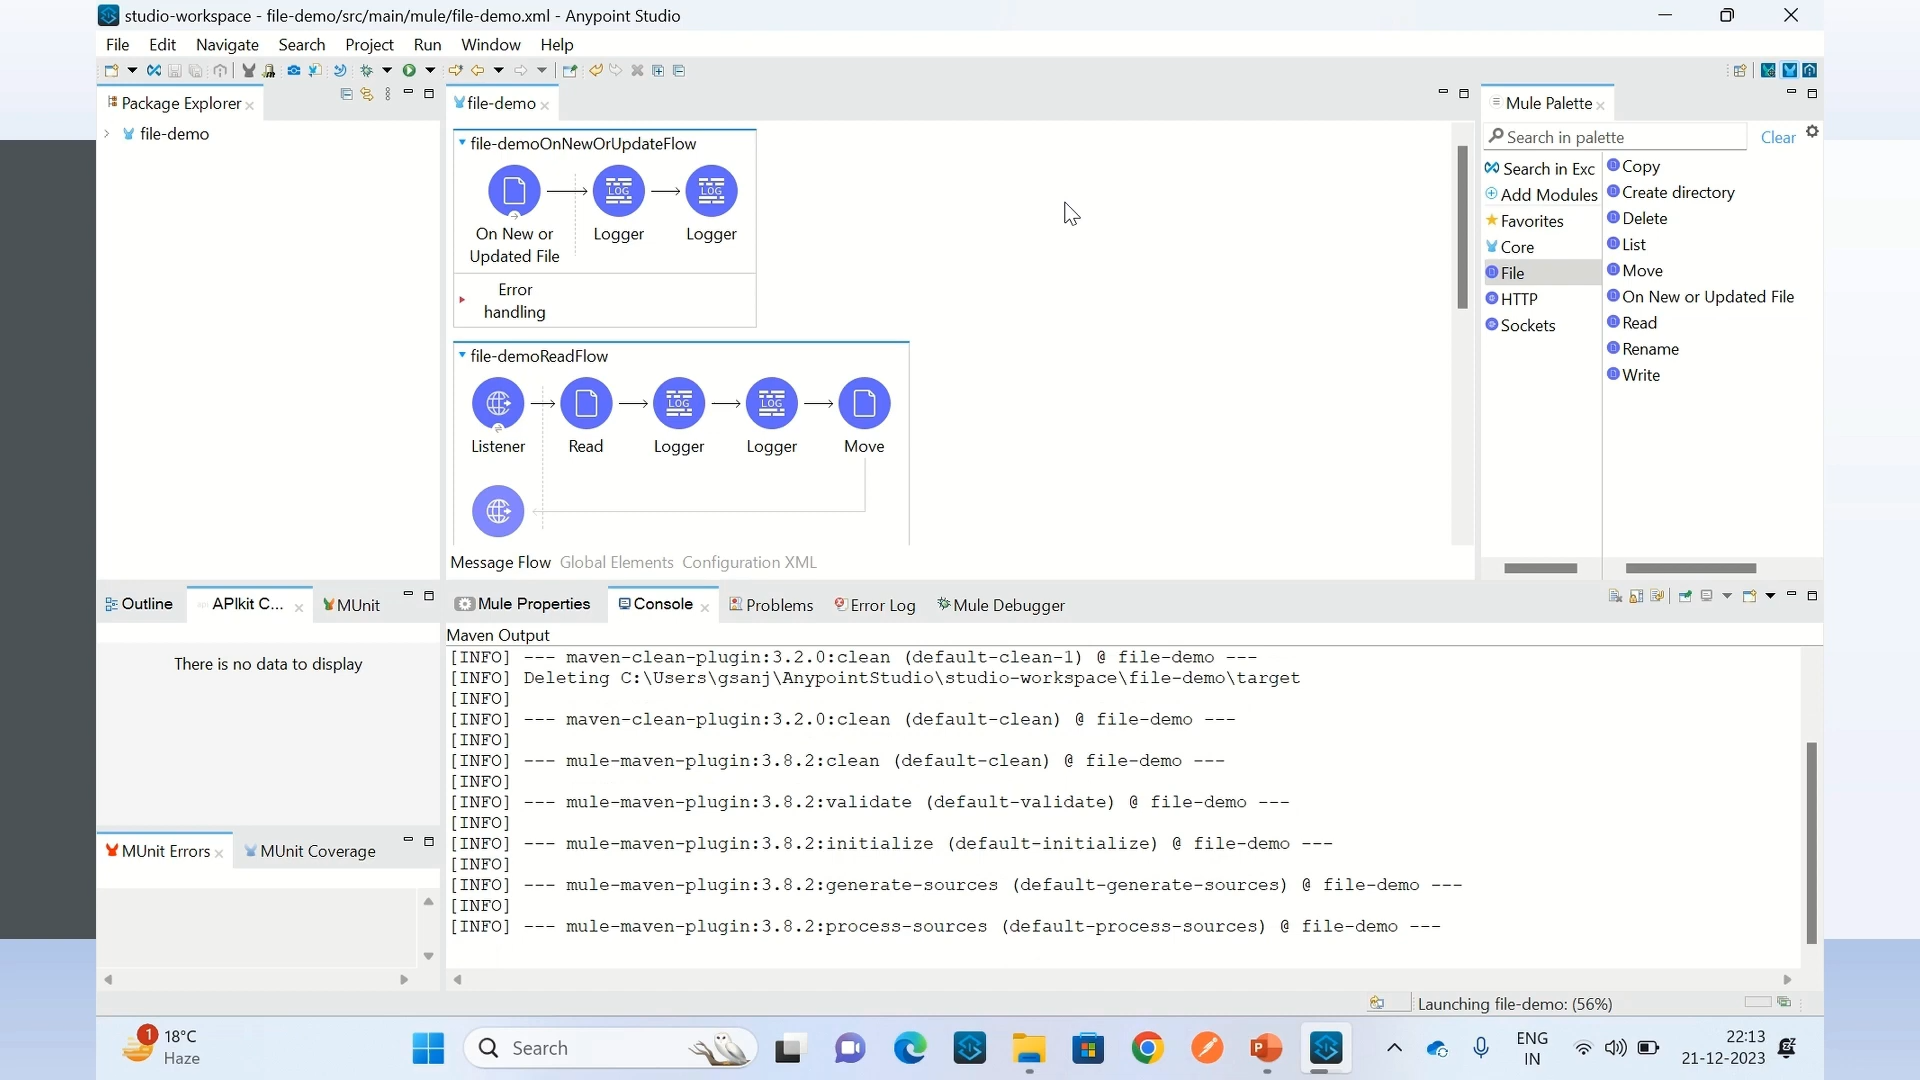 studio-workspace - file-demo/src/main/mule/file-demo.xml - Anypoint Studio
File Edit Navigate Search Project Run Window Help
Package Explorer
file-demo
file-demo
file-demoOnNewOrUpdateFlow
LOG LOG
On New or Updated File
Logger
Logger
Error handling
file-demoReadFlow
LOG LOG
Listener Read Logger Logger Move
Message Flow Global Elements Configuration XML
Mule Palette
Search in palette Clear
Search in Exc
Add Modules
Favorites
Core
File
HTTP
Sockets
Copy
Create directory
Delete
List
Move
On New or Updated File
Read
Rename
Write
Outline APIkit C... MUnit
There is no data to display
MUnit Errors MUnit Coverage
Mule Properties Console Problems Error Log Mule Debugger
Maven Output
[INFO] --- maven-clean-plugin:3.2.0:clean (default-clean-1) @ file-demo ---
[INFO] Deleting C:\Users\gsanj\AnypointStudio\studio-workspace\file-demo\target
[INFO]
[INFO] --- maven-clean-plugin:3.2.0:clean (default-clean) @ file-demo ---
[INFO]
[INFO] --- mule-maven-plugin:3.8.2:clean (default-clean) @ file-demo ---
[INFO]
[INFO] --- mule-maven-plugin:3.8.2:validate (default-validate) @ file-demo ---
[INFO]
[INFO] --- mule-maven-plugin:3.8.2:initialize (default-initialize) @ file-demo ---
[INFO]
[INFO] --- mule-maven-plugin:3.8.2:generate-sources (default-generate-sources) @ file-demo ---
[INFO]
[INFO] --- mule-maven-plugin:3.8.2:process-sources (default-process-sources) @ file-demo ---
Launching file-demo: (56%)
1
18°C
Haze
Search
ENG
IN
22:13
21-12-2023